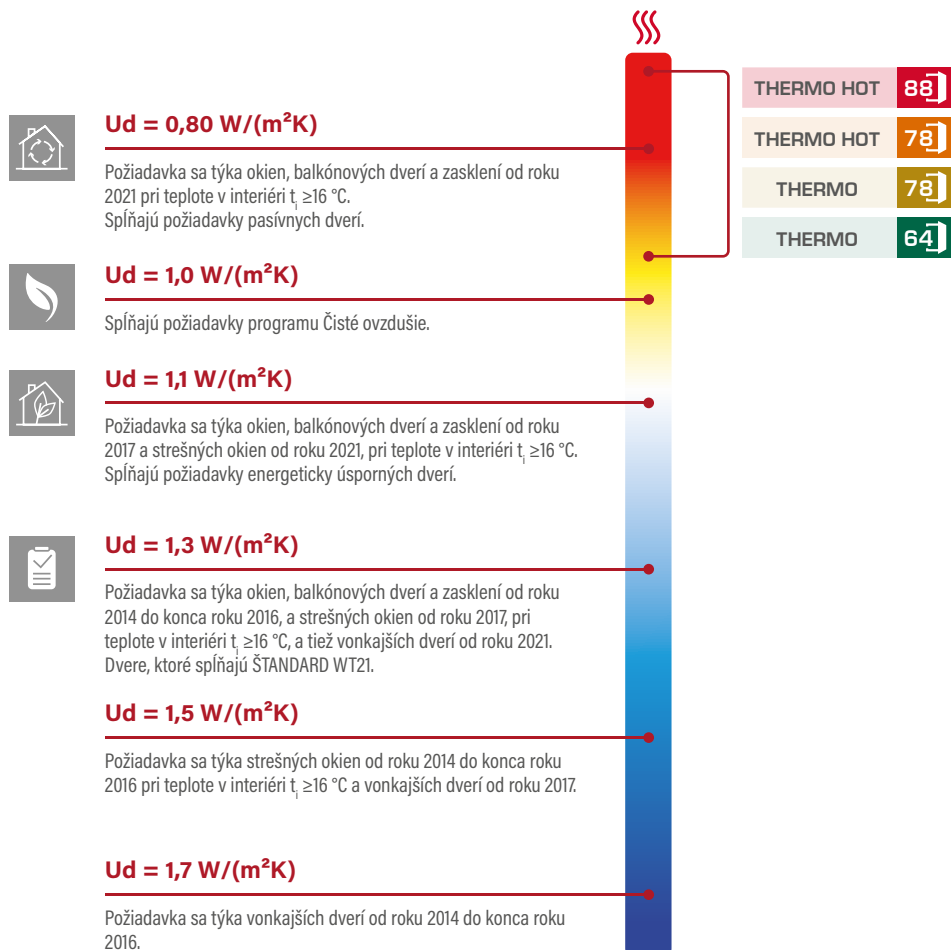 Ud = 0,80 W/(m²K)
Požiadavka sa týka okien, balkónových dverí a zasklení od roku
2021 pri teplote v interiéri tᵢ ≥16 °C.
Spĺňajú požiadavky pasívnych dverí.
Ud = 1,0 W/(m²K)
Spĺňajú požiadavky programu Čisté ovzdušie.
Ud = 1,1 W/(m²K)
Požiadavka sa týka okien, balkónových dverí a zasklení od roku
2017 a strešných okien od roku 2021, pri teplote v interiéri tᵢ ≥16 °C.
Spĺňajú požiadavky energeticky úsporných dverí.
Ud = 1,3 W/(m²K)
Požiadavka sa týka okien, balkónových dverí a zasklení od roku
2014 do konca roku 2016, a strešných okien od roku 2017, pri
teplote v interiéri tᵢ ≥16 °C, a tiež vonkajších dverí od roku 2021.
Dvere, ktoré spĺňajú ŠTANDARD WT21.
Ud = 1,5 W/(m²K)
Požiadavka sa týka strešných okien od roku 2014 do konca roku
2016 pri teplote v interiéri tᵢ ≥16 °C a vonkajších dverí od roku 2017.
Ud = 1,7 W/(m²K)
Požiadavka sa týka vonkajších dverí od roku 2014 do konca roku
2016.
THERMO HOT 88
THERMO HOT 78
THERMO 78
THERMO 64